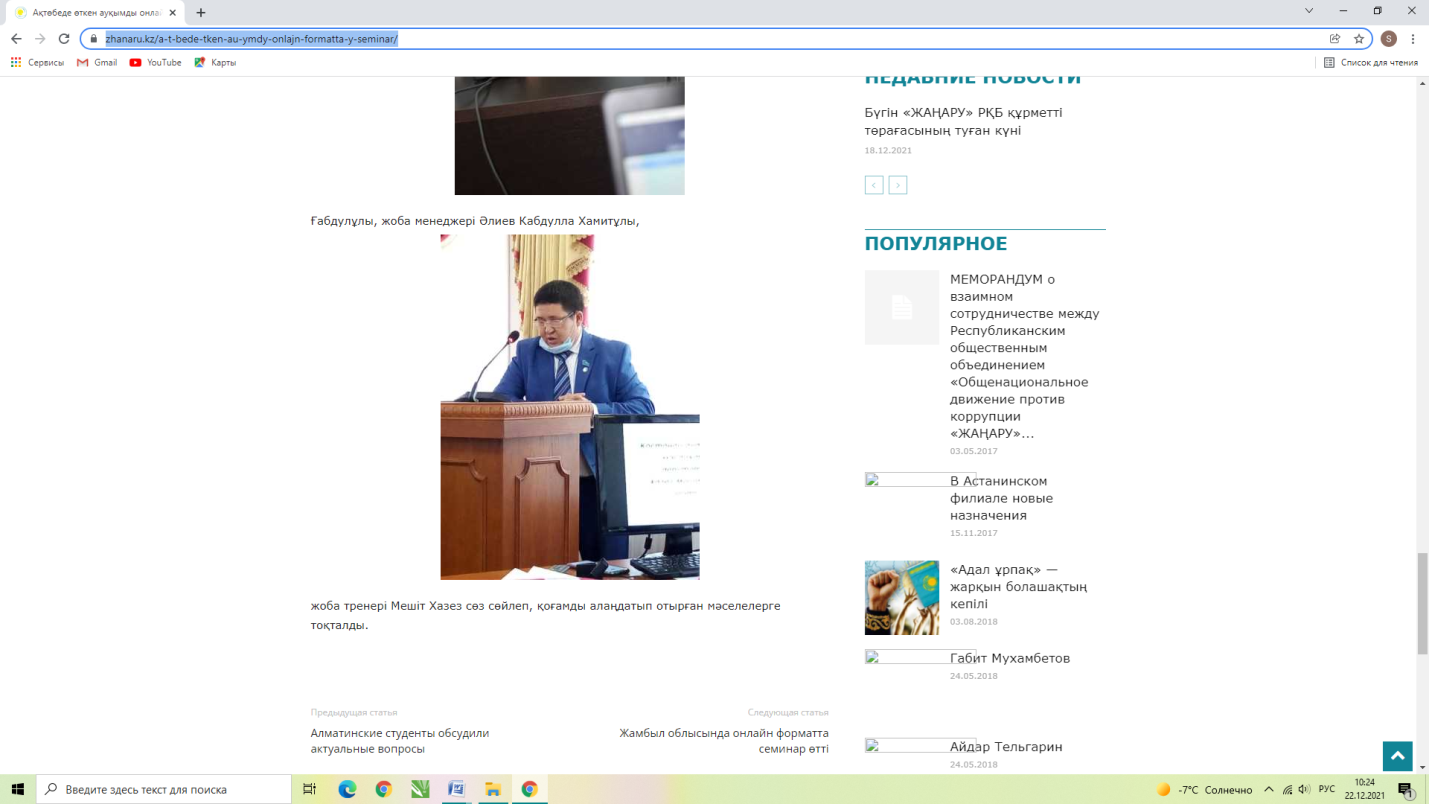 Ақтөбеде өткен ауқымды онла
zhanaru.kz/a-t-bede-tken-au-ymdy-onlajn-formatta-y-seminar/
S
Сервисы
Gmail
YouTube
Карты
Список для чтения
НЕДАВНИЕ НОВОСТИ
Бүгін «ЖАҢАРУ» РҚБ құрметті
төрағасының туған күні
18.12.2021
Ғабдулұлы, жоба менеджері Әлиев Кабдулла Хамитұлы,
жоба тренері Мешіт Хазез сөз сөйлеп, қоғамды алаңдатып отырған мәселелерге
тоқталды.
Предыдущая статья
Алматинские студенты обсудили
актуальные вопросы
Следующая статья
Жамбыл облысында онлайн форматта
семинар өтті
ПОПУЛЯРНОЕ
МЕМОРАНДУМ о
взаимном
сотрудничестве между
Республиканским
общественным
объединением
«Общенациональное
движение против
коррупции
«ЖАҢАРУ»...
03.05.2017
В Астанинском
филиале новые
назначения
15.11.2017
«Адал ұрпақ» —
жарқын болашақтың
кепілі
03.08.2018
Габит Мухамбетов
24.05.2018
Айдар Тельгарин
24.05.2018
Введите здесь текст для поиска
-7°C Солнечно
РУС
10:24
22.12.2021
1